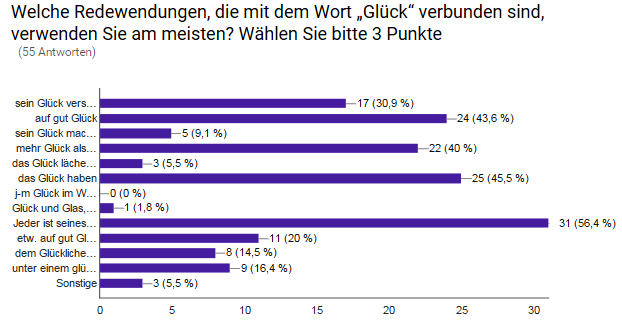 Welche Redewendungen, die mit dem Wort „Glück“ verbunden sind,
verwenden Sie am meisten? Wählen Sie bitte 3 Punkte
(55 Antworten)
sein Glück vers… 17 (30,9 %)
auf gut Glück 24 (43,6 %)
sein Glück mac… 5 (9,1 %)
mehr Glück als… 22 (40 %)
das Glück läche… 3 (5,5 %)
das Glück haben 25 (45,5 %)
j-m Glück im W… 0 (0 %)
Glück und Glas,… 1 (1,8 %)
Jeder ist seines… 31 (56,4 %)
etw. auf gut Gl… 11 (20 %)
dem Glückliche… 8 (14,5 %)
unter einem glü… 9 (16,4 %)
Sonstige 3 (5,5 %)
0 5 10 15 20 25 30